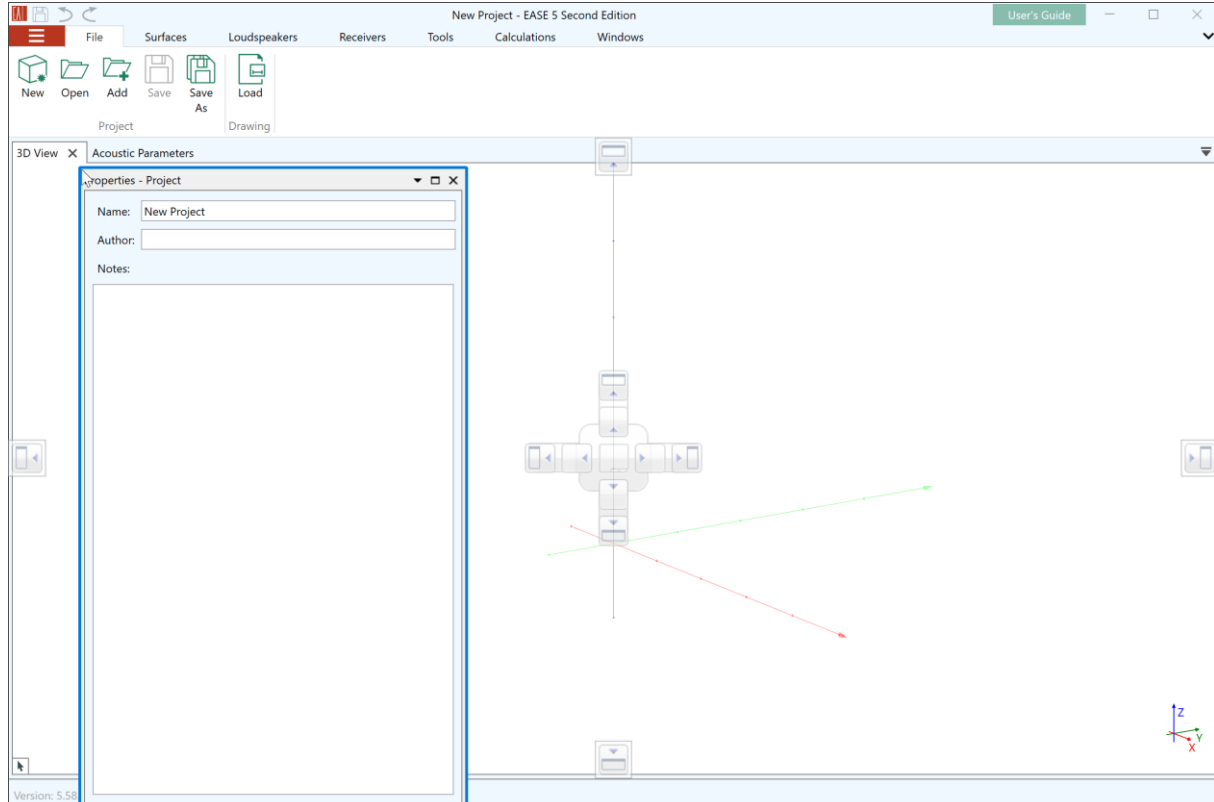 New Project - EASE 5 Second Edition
User's Guide
File Surfaces Loudspeakers Receivers Tools Calculations Windows
New Open Add Save Save As Load
Project Drawing
3D View Acoustic Parameters
Properties - Project
Name: New Project
Author:
Notes:
Z
Y
X
Version: 5.58